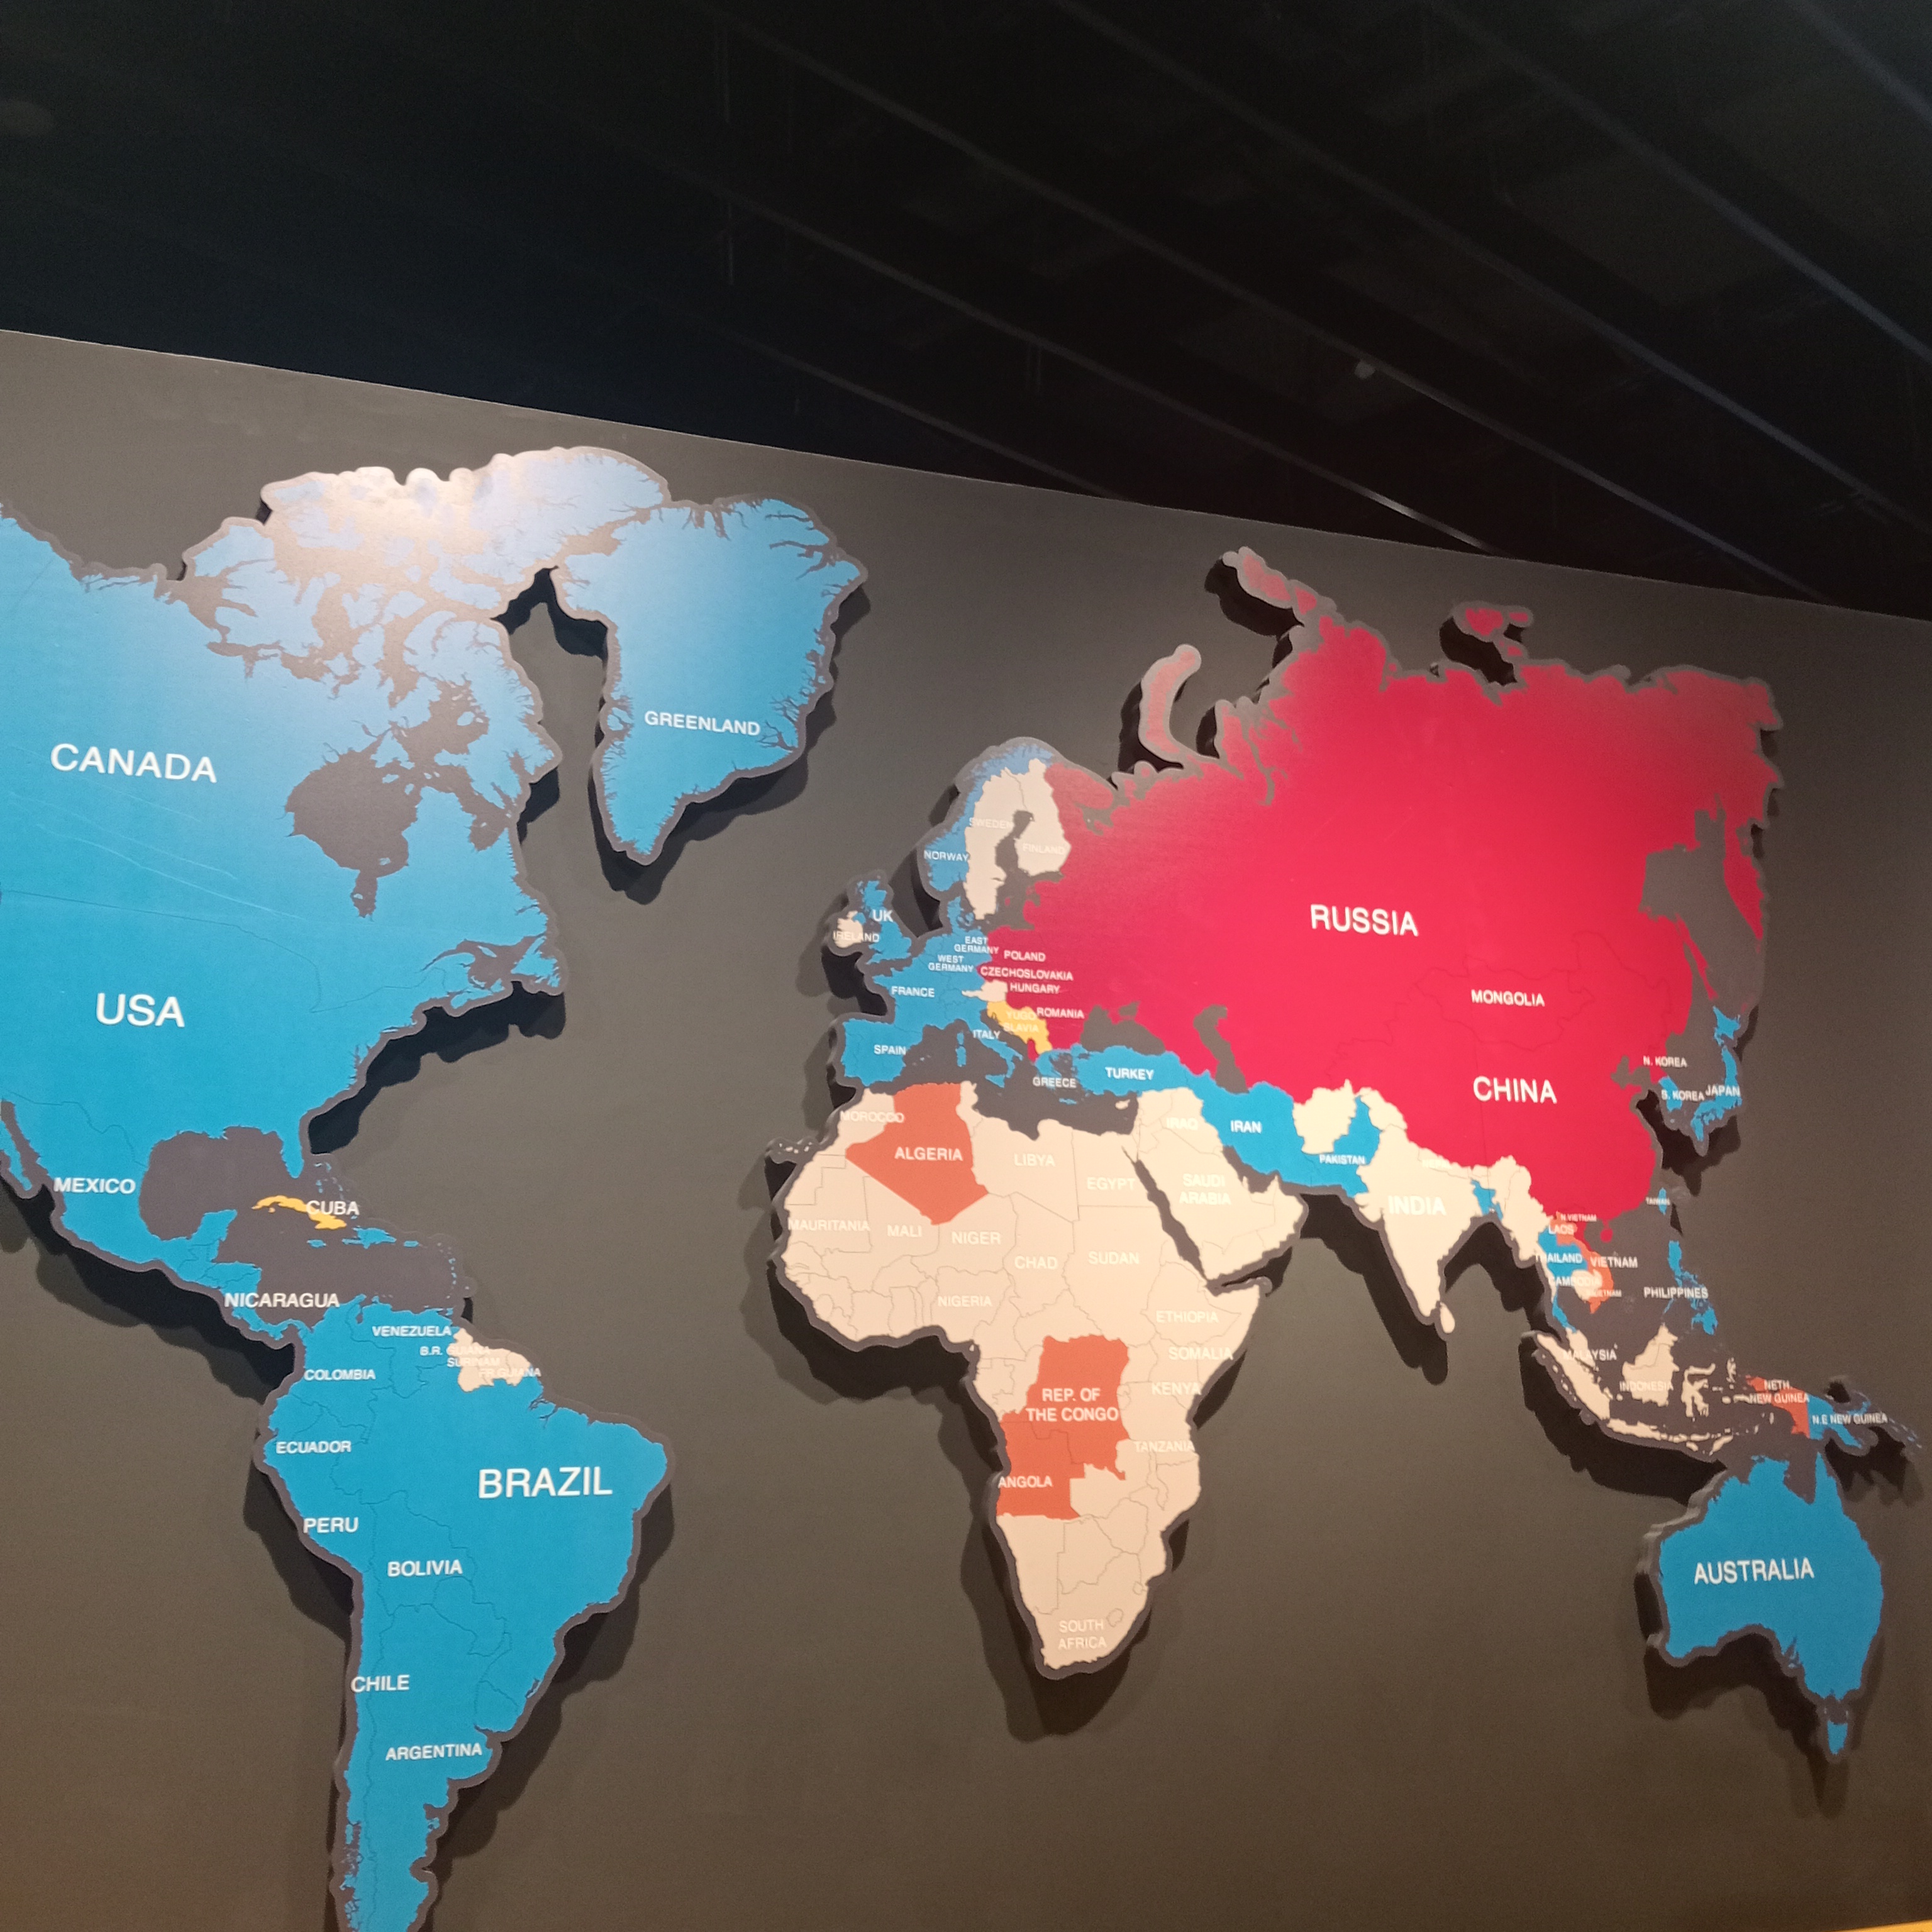 GREENLAND
CANADA
USA
MEXICO
CUBA
NICARAGUA
VENEZUELA
B.R. GUIANA
SURINAM
FR GUIANA
COLOMBIA
ECUADOR
BRAZIL
PERU
BOLIVIA
CHILE
ARGENTINA
SWEDEN
NORWAY
FINLAND
UK
IRELAND
EAST
GERMANY
WEST
GERMANY
POLAND
CZECHOSLOVAKIA
HUNGARY
FRANCE
YUGO
SLAVIA
ROMANIA
ITALY
SPAIN
GREECE
TURKEY
RUSSIA
MONGOLIA
CHINA
N. KOREA
S. KOREA
JAPAN
MOROCCO
ALGERIA
LIBYA
EGYPT
IRAQ
IRAN
SAUDI
ARABIA
PAKISTAN
INDIA
TAIWAN
N.VIETNAM
LAOS
THAILAND
VIETNAM
PHILIPPINES
MALAYSIA
INDONESIA
NETH.
NEW GUINEA
N.E NEW GUINEA
MAURITANIA
MALI
NIGER
CHAD
SUDAN
NIGERIA
ETHIOPIA
SOMALIA
KENYA
REP. OF
THE CONGO
TANZANIA
ANGOLA
SOUTH
AFRICA
AUSTRALIA